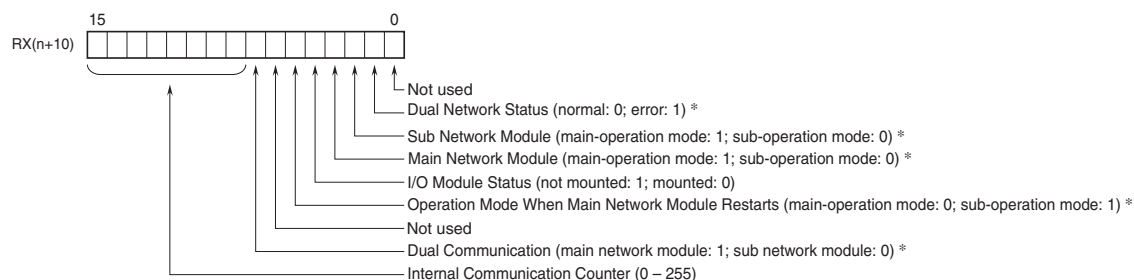 15 0
RX(n+10)
Not used
Dual Network Status (normal: 0; error: 1) *
Sub Network Module (main-operation mode: 1; sub-operation mode: 0) *
Main Network Module (main-operation mode: 1; sub-operation mode: 0) *
I/O Module Status (not mounted: 1; mounted: 0)
Operation Mode When Main Network Module Restarts (main-operation mode: 0; sub-operation mode: 1) *
Not used
Dual Communication (main network module: 1; sub network module: 0) *
Internal Communication Counter (0 – 255)